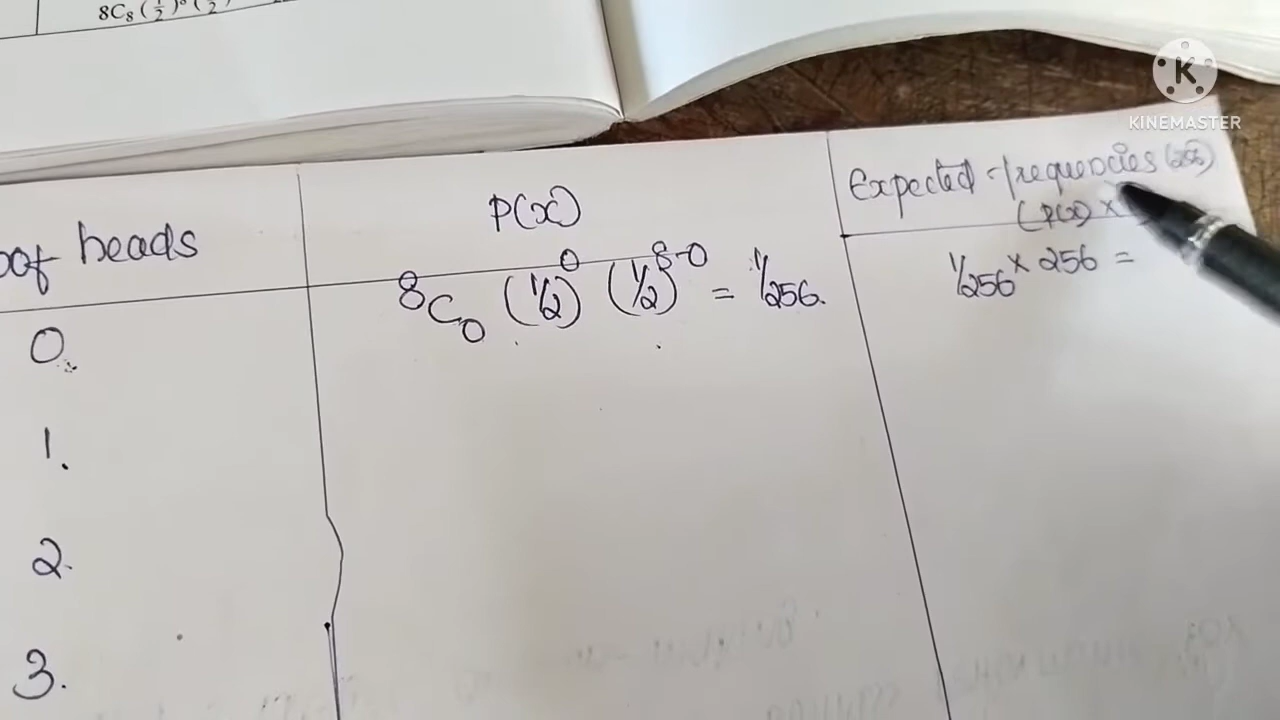 8C₈(1/2)⁸(1/2)
K
KINEMASTER
of heads
P(x)
Expected frequencies (256)
(P(x) ×
0.
⁸C₀ (1/2)⁰ (1/2)⁸⁻⁰ = 1/256.
1/256 × 256 =
1.
2.
3.